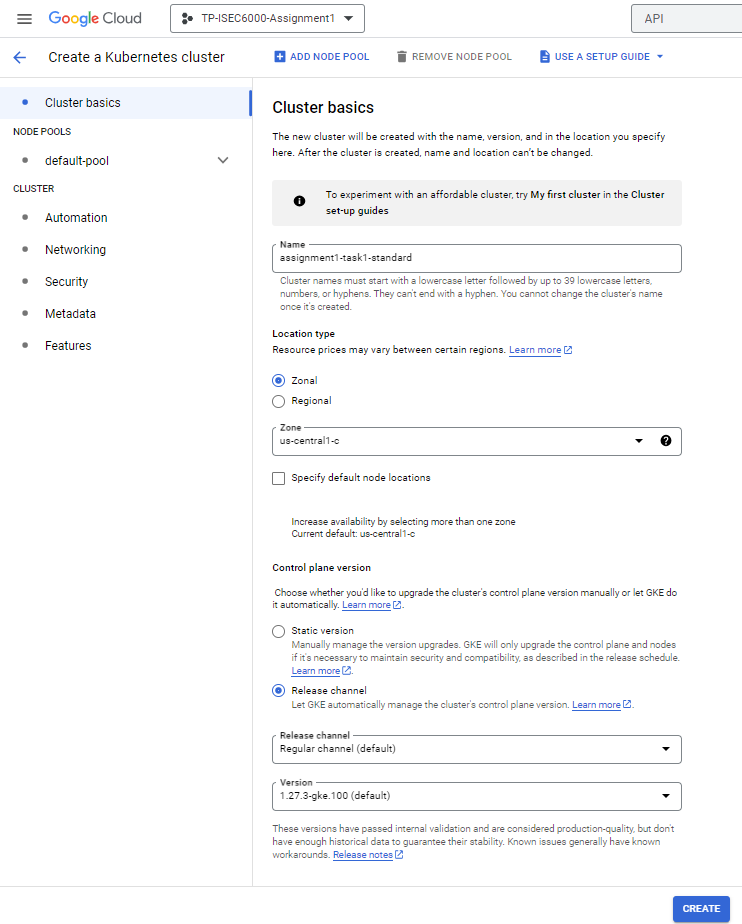 Google Cloud
TP-ISEC6000-Assignment1
API
Create a Kubernetes cluster
ADD NODE POOL
REMOVE NODE POOL
USE A SETUP GUIDE
Cluster basics
NODE POOLS
default-pool
CLUSTER
Automation
Networking
Security
Metadata
Features
Cluster basics
The new cluster will be created with the name, version, and in the location you specify
here. After the cluster is created, name and location can't be changed.
To experiment with an affordable cluster, try My first cluster in the Cluster
set-up guides
Name
assignment1-task1-standard
Cluster names must start with a lowercase letter followed by up to 39 lowercase letters,
numbers, or hyphens. They can't end with a hyphen. You cannot change the cluster's name
once it's created.
Location type
Resource prices may vary between certain regions. Learn more
Zonal
Regional
Zone
us-central1-c
Specify default node locations
Increase availability by selecting more than one zone
Current default: us-central1-c
Control plane version
Choose whether you'd like to upgrade the cluster's control plane version manually or let GKE do
it automatically. Learn more.
Static version
Manually manage the version upgrades. GKE will only upgrade the control plane and nodes
if it's necessary to maintain security and compatibility, as described in the release schedule.
Learn more.
Release channel
Let GKE automatically manage the cluster's control plane version. Learn more.
Release channel
Regular channel (default)
Version
1.27.3-gke.100 (default)
These versions have passed internal validation and are considered production-quality, but don't
have enough historical data to guarantee their stability. Known issues generally have known
workarounds. Release notes
CREATE